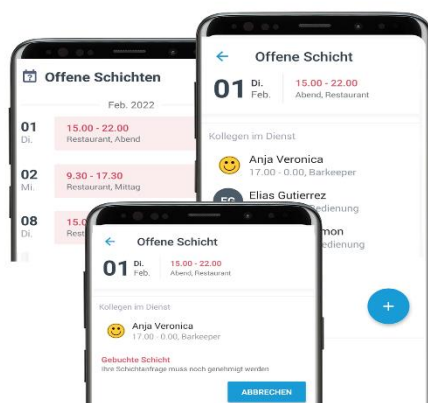 Offene Schichten
Feb. 2022
01
Di.
15.00 - 22.00
Restaurant, Abend
02
Mi.
9.30 - 17.30
Restaurant, Mittag
08
Di.
Offene Schicht
01
Di.
Feb.
15.00 - 22.00
Abend, Restaurant
Kollegen im Dienst
Anja Veronica
17.00 - 0.00, Barkeeper
EG
Elias Gutierrez
+
Offene Schicht
01
Di.
Feb.
15.00 - 22.00
Abend, Restaurant
Kollegen im Dienst
Anja Veronica
17.00 - 0.00, Barkeeper
Gebuchte Schicht
Ihre Schichtanfrage muss noch genehmigt werden
ABBRECHEN